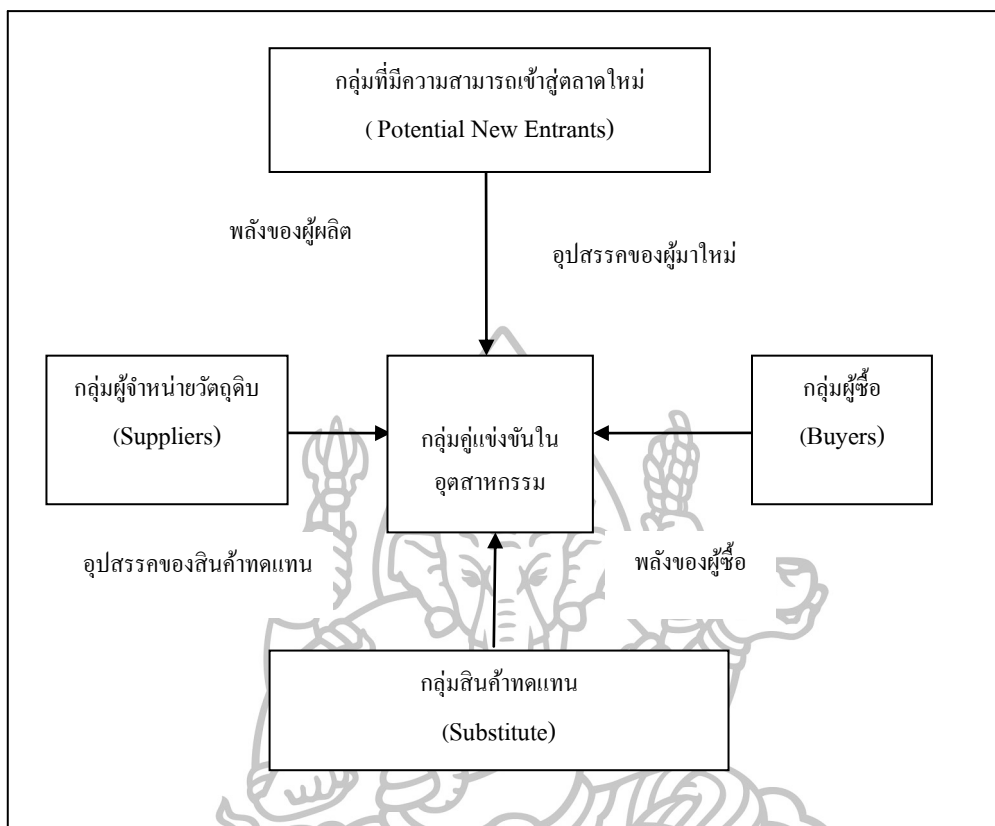 กลุ่มที่มีความสามารถเข้าสู่ตลาดใหม่
( Potential New Entrants)
พลังของผู้ผลิต
อุปสรรคของผู้มาใหม่
กลุ่มผู้จำหน่ายวัตถุดิบ
(Suppliers)
กลุ่มคู่แข่งขันใน
อุตสาหกรรม
กลุ่มผู้ซื้อ
(Buyers)
อุปสรรคของสินค้าทดแทน
พลังของผู้ซื้อ
กลุ่มสินค้าทดแทน
(Substitute)